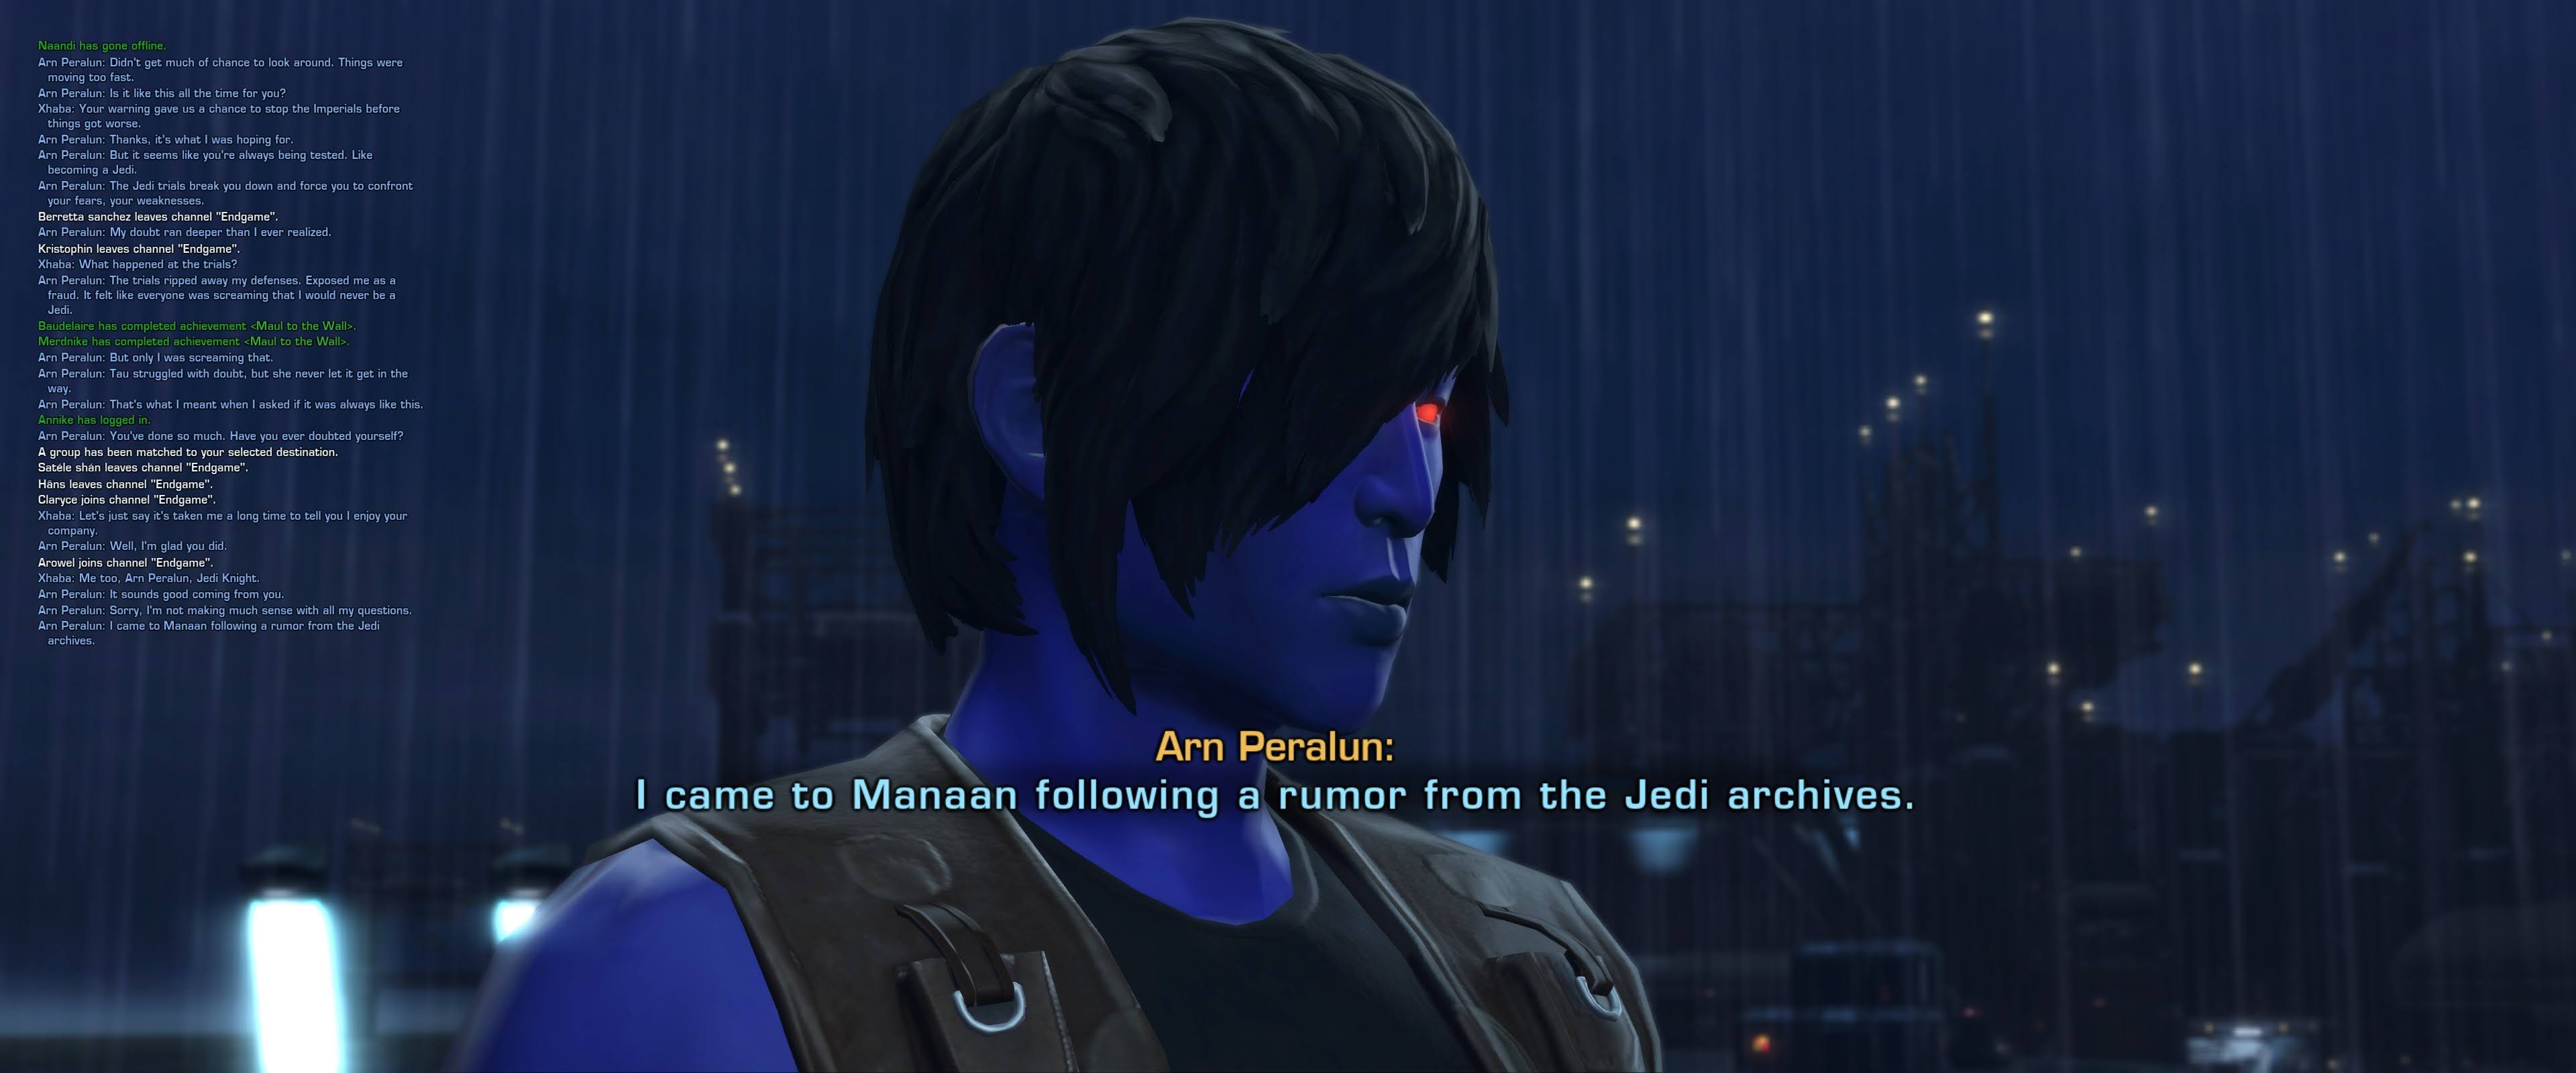 Naandi has gone offline.
Arn Peralun: Didn't get much of chance to look around. Things were
moving too fast.
Arn Peralun: Is it like this all the time for you?
Xhaba: Your warning gave us a chance to stop the Imperials before
things got worse.
Arn Peralun: Thanks, it's what I was hoping for.
Arn Peralun: But it seems like you're always being tested. Like
becoming a Jedi.
Arn Peralun: The Jedi trials break you down and force you to confront
your fears, your weaknesses.
Berretta sanchez leaves channel "Endgame".
Arn Peralun: My doubt ran deeper than I ever realized.
Kristophin leaves channel "Endgame".
Xhaba: What happened at the trials?
Arn Peralun: The trials ripped away my defenses. Exposed me as a
fraud. It felt like everyone was screaming that I would never be a
Jedi.
Baudelaire has completed achievement <Maul to the Wall>.
Merdnike has completed achievement <Maul to the Wall>.
Arn Peralun: But only I was screaming that.
Arn Peralun: Tau struggled with doubt, but she never let it get in the
way.
Arn Peralun: That's what I meant when I asked if it was always like this.
Annike has logged in.
Arn Peralun: You've done so much. Have you ever doubted yourself?
A group has been matched to your selected destination.
Satéle shán leaves channel "Endgame".
Hâns leaves channel "Endgame".
Claryce joins channel "Endgame".
Xhaba: Let's just say it's taken me a long time to tell you I enjoy your
company.
Arn Peralun: Well, I'm glad you did.
Arowel joins channel "Endgame".
Xhaba: Me too, Arn Peralun, Jedi Knight.
Arn Peralun: It sounds good coming from you.
Arn Peralun: Sorry, I'm not making much sense with all my questions.
Arn Peralun: I came to Manaan following a rumor from the Jedi
archives.
Arn Peralun:
I came to Manaan following a rumor from the Jedi archives.